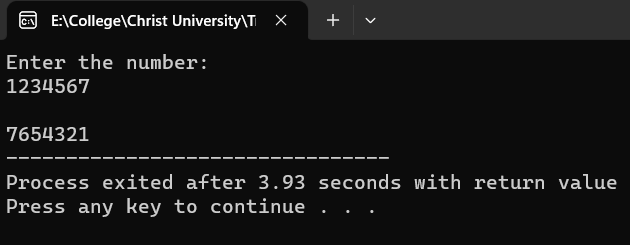 E:\College\Christ University\T
Enter the number:
1234567
7654321
--------------------------------
Process exited after 3.93 seconds with return value
Press any key to continue . . .